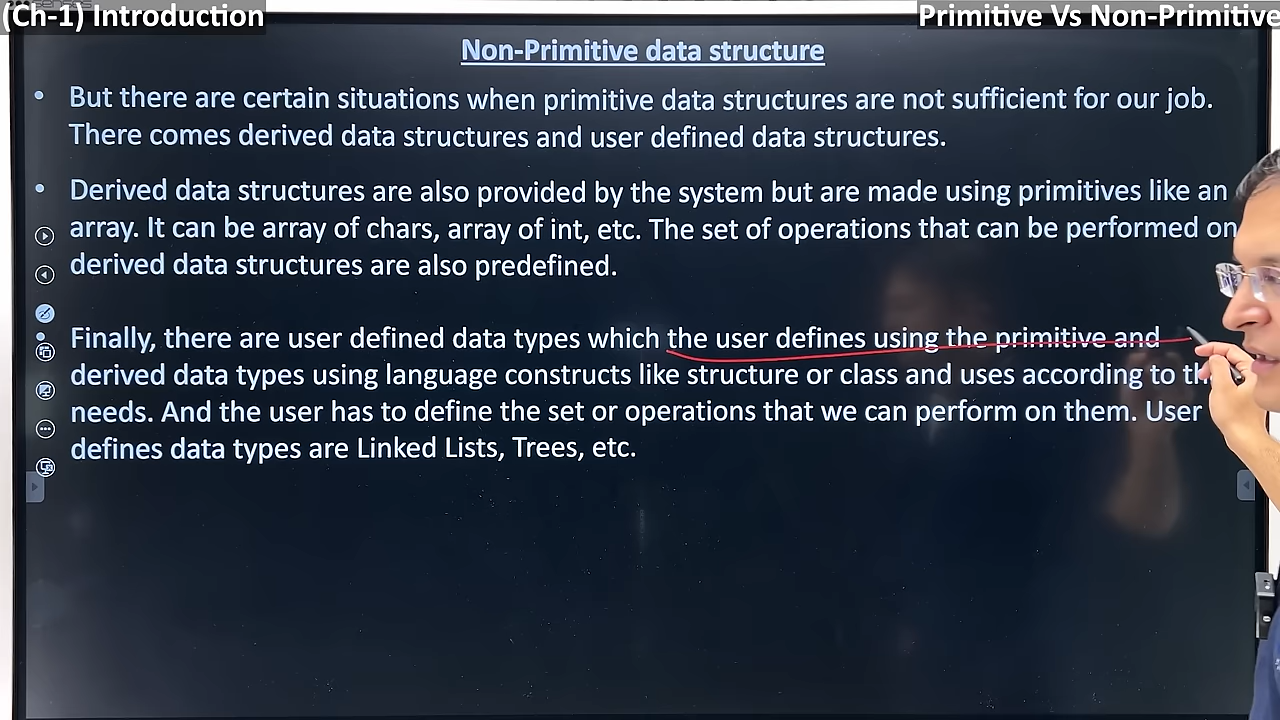 (Ch-1) Introduction
Primitive Vs Non-Primitive
Non-Primitive data structure
• But there are certain situations when primitive data structures are not sufficient for our job.
There comes derived data structures and user defined data structures.
• Derived data structures are also provided by the system but are made using primitives like an
array. It can be array of chars, array of int, etc. The set of operations that can be performed on
derived data structures are also predefined.
• Finally, there are user defined data types which the user defines using the primitive and
derived data types using language constructs like structure or class and uses according to
needs. And the user has to define the set or operations that we can perform on them. User
defines data types are Linked Lists, Trees, etc.